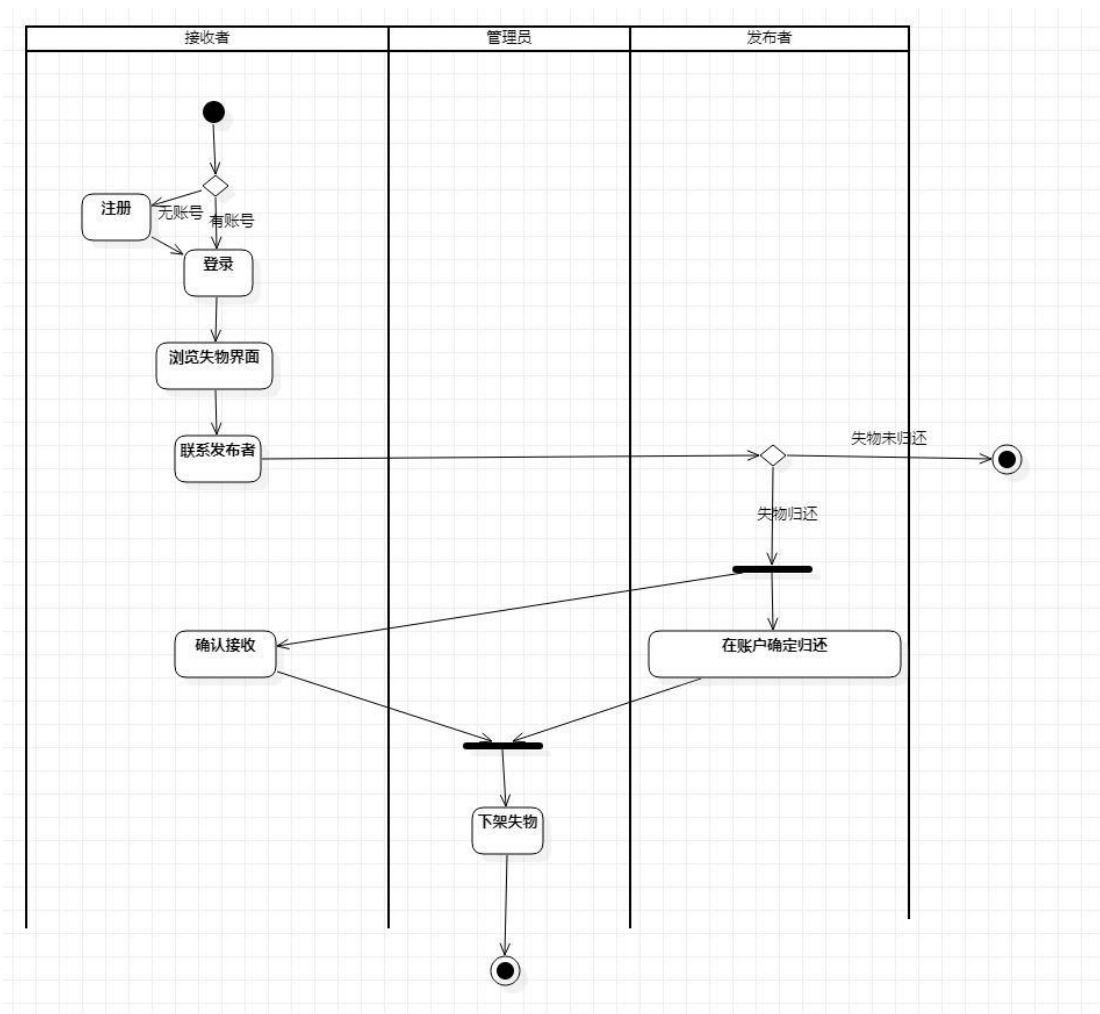 接收者
管理员
发布者
注册
无账号
有账号
登录
浏览失物界面
联系发布者
失物未归还
失物归还
确认接收
在账户确定归还
下架失物